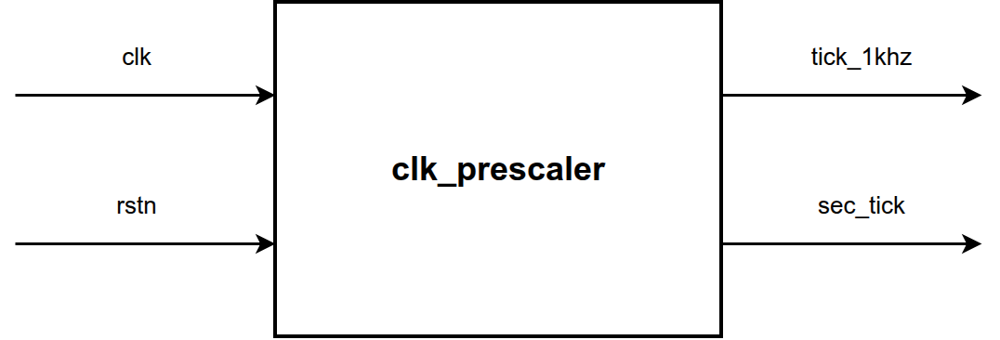 clk
tick_1khz
clk_prescaler
rstn
sec_tick